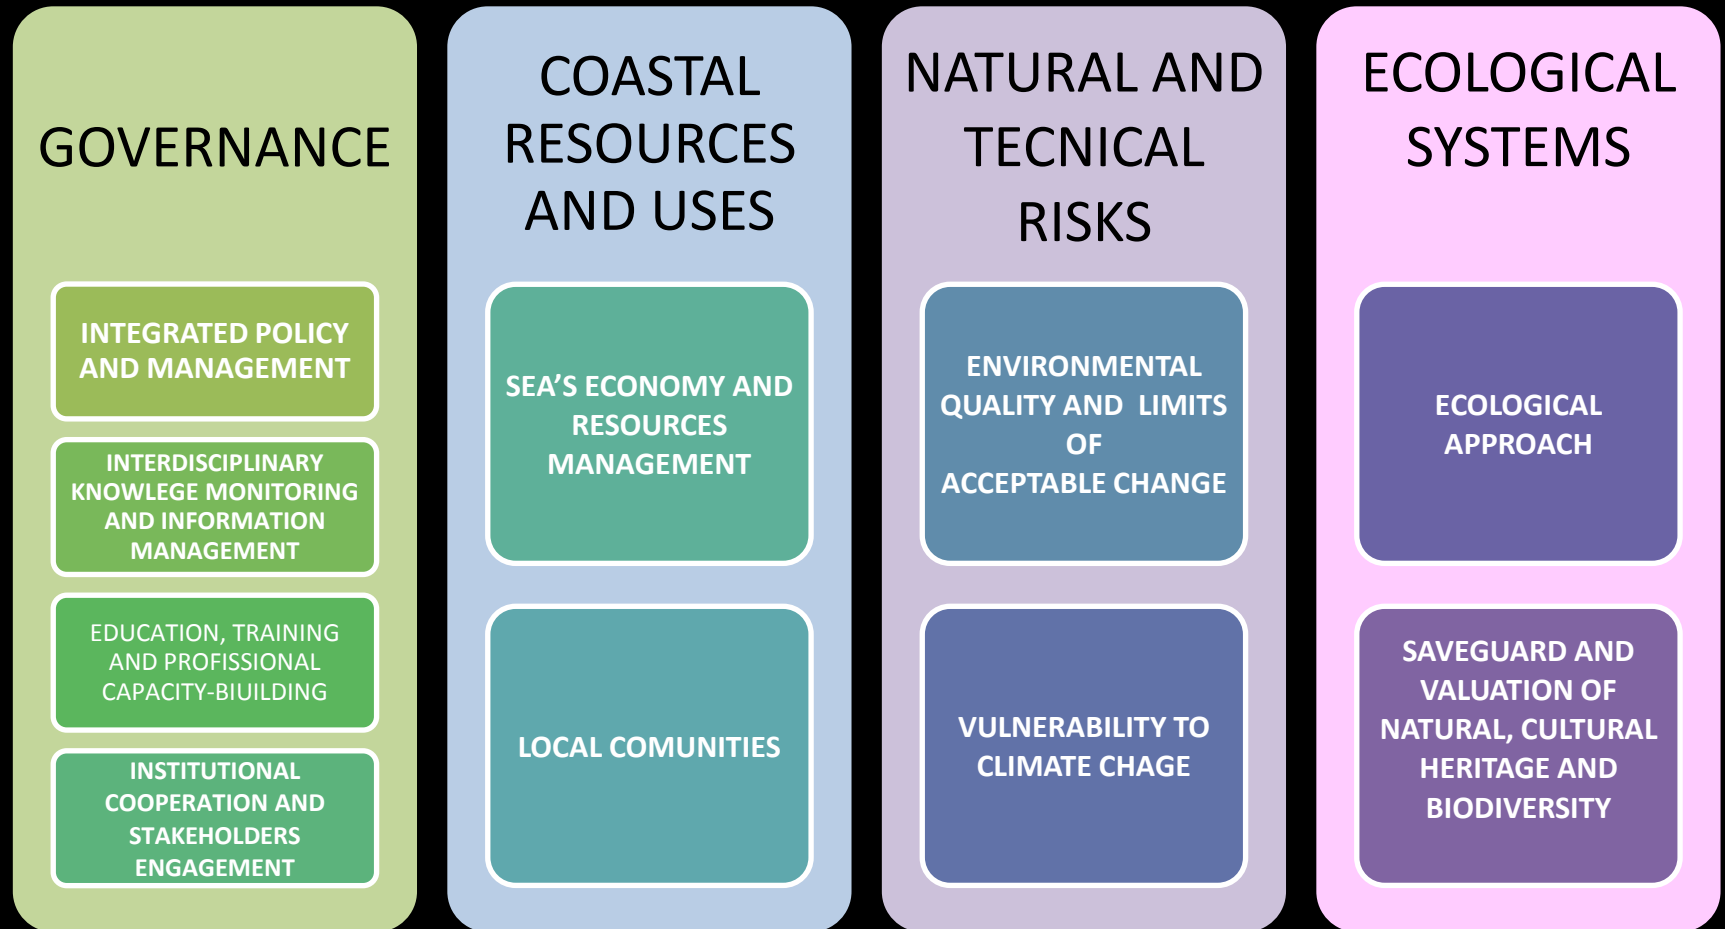 GOVERNANCE
INTEGRATED POLICY
AND MANAGEMENT
INTERDISCIPLINARY
KNOWLEGE MONITORING
AND INFORMATION
MANAGEMENT
EDUCATION, TRAINING
AND PROFISSIONAL
CAPACITY-BIUILDING
INSTITUTIONAL
COOPERATION AND
STAKEHOLDERS
ENGAGEMENT
COASTAL
RESOURCES
AND USES
SEA’S ECONOMY AND
RESOURCES
MANAGEMENT
LOCAL COMUNITIES
NATURAL AND
TECNICAL
RISKS
ENVIRONMENTAL
QUALITY AND LIMITS
OF
ACCEPTABLE CHANGE
VULNERABILITY TO
CLIMATE CHAGE
ECOLOGICAL
SYSTEMS
ECOLOGICAL
APPROACH
SAVEGUARD AND
VALUATION OF
NATURAL, CULTURAL
HERITAGE AND
BIODIVERSITY